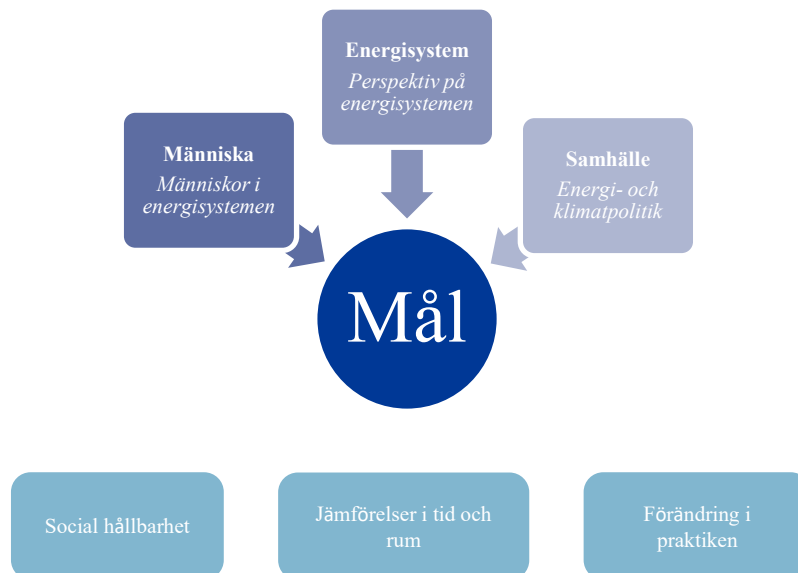 Energisystem
Perspektiv på
energisystemen
Människa
Människor i
energisystemen
Samhälle
Energi- och
klimatpolitik
Mål
Social hållbarhet
Jämförelser i tid och
rum
Förändring i
praktiken